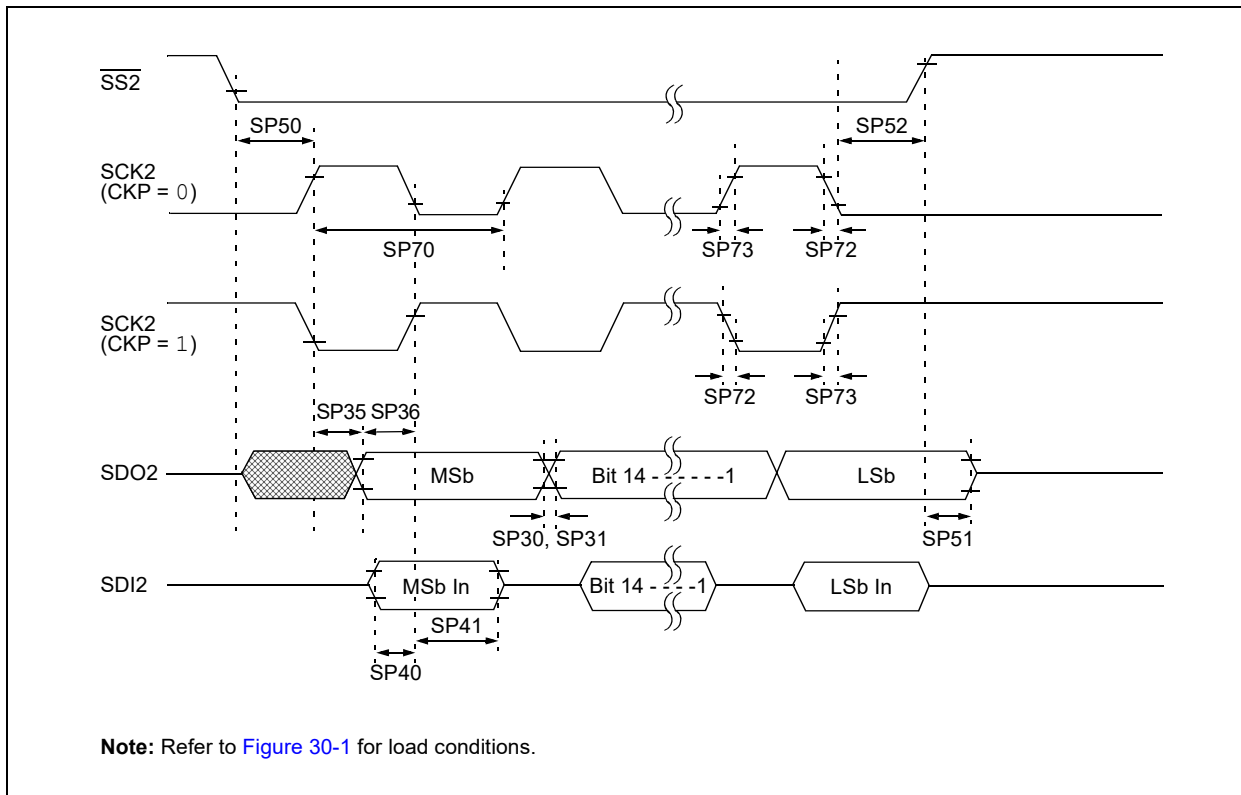 SS2
SP50
SP52
SCK2
(CKP = 0)
SP70
SP73
SP72
SCK2
(CKP = 1)
SP72
SP73
SP35 SP36
SDO2
MSb
Bit 14 - - - - - -1
LSb
SP30, SP31
SP51
SDI2
MSb In
Bit 14 - - - -1
LSb In
SP41
SP40
Note: Refer to Figure 30-1 for load conditions.